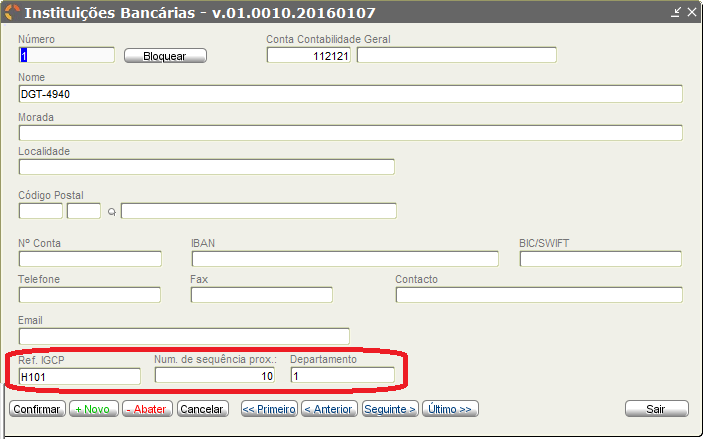 Instituições Bancárias - v.01.0010.20160107
Número Conta Contabilidade Geral
1 Bloquear 112121
Nome
DGT-4940
Morada
Localidade
Código Postal
Nº Conta IBAN BIC/SWIFT
Telefone Fax Contacto
Email
Ref. IGCP Num. de sequência prox.: Departamento
H101 10 1
Confirmar + Novo - Abater Cancelar << Primeiro < Anterior Seguinte > Último >> Sair